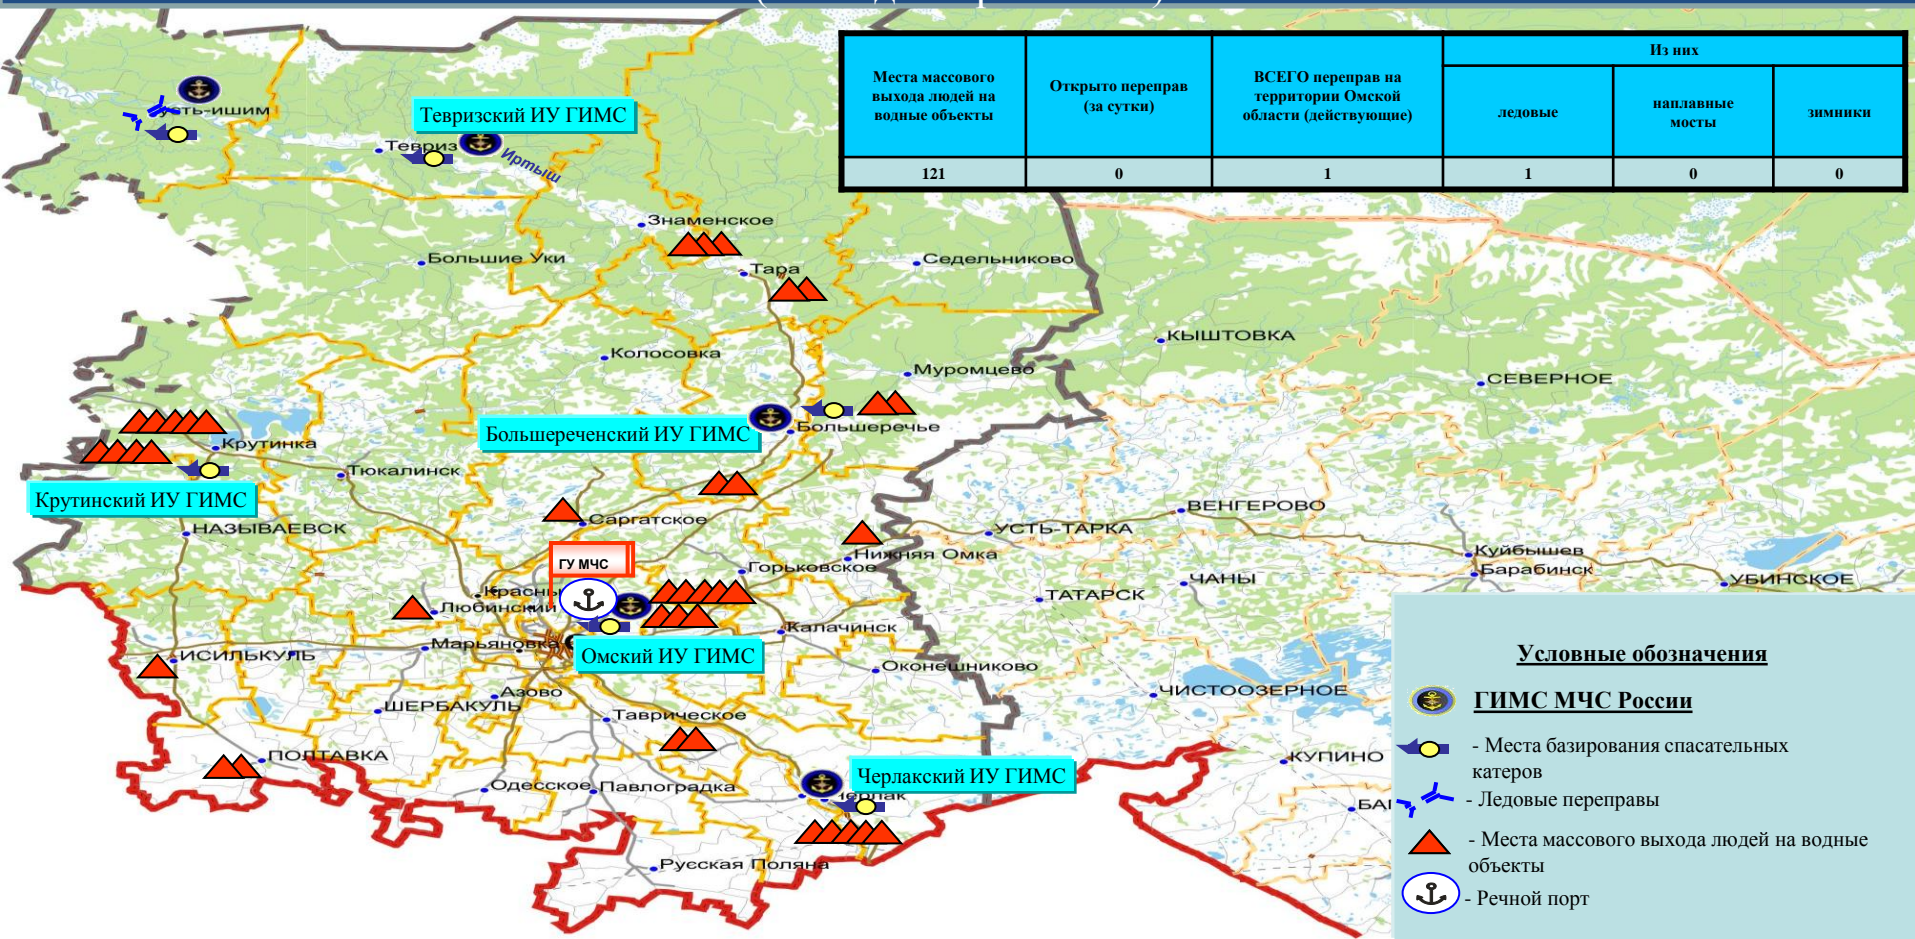 Места массового
выхода людей на
водные объекты
Открыто переправ
(за сутки)
ВСЕГО переправ на
территории Омской
области (действующие)
Из них
ледовые
наплавные
мосты
зимники
121
0
1
1
0
0
Тевризский ИУ ГИМС
Тевриз
Иртыш
Знаменское
Большие Уки
Тара
Седельниково
КЫШТОВКА
Колосовка
Муромцево
СЕВЕРНОЕ
Большереченский ИУ ГИМС
Большеречье
Крутинка
Тюкалинск
Крутинский ИУ ГИМС
НАЗЫВАЕВСК
Саргатское
ВЕНГЕРОВО
УСТЬ-ТАРКА
Нижняя Омка
Куйбышев
Барабинск
ГУ МЧС
Горьковское
ЧАНЫ
УБИНСКОЕ
Любинский
ТАТАРСК
Калачинск
Марьяновка
ИСИЛЬКУЛЬ
Омский ИУ ГИМС
Оконешниково
Азово
ЧИСТООЗЕРНОЕ
ШЕРБАКУЛЬ
Таврическое
ПОЛТАВКА
КУПИНО
Черлакский ИУ ГИМС
Одесское
Павлоградка
Русская Поляна
Условные обозначения
ГИМС МЧС России
- Места базирования спасательных
катеров
- Ледовые переправы
- Места массового выхода людей на водные
объекты
- Речной порт